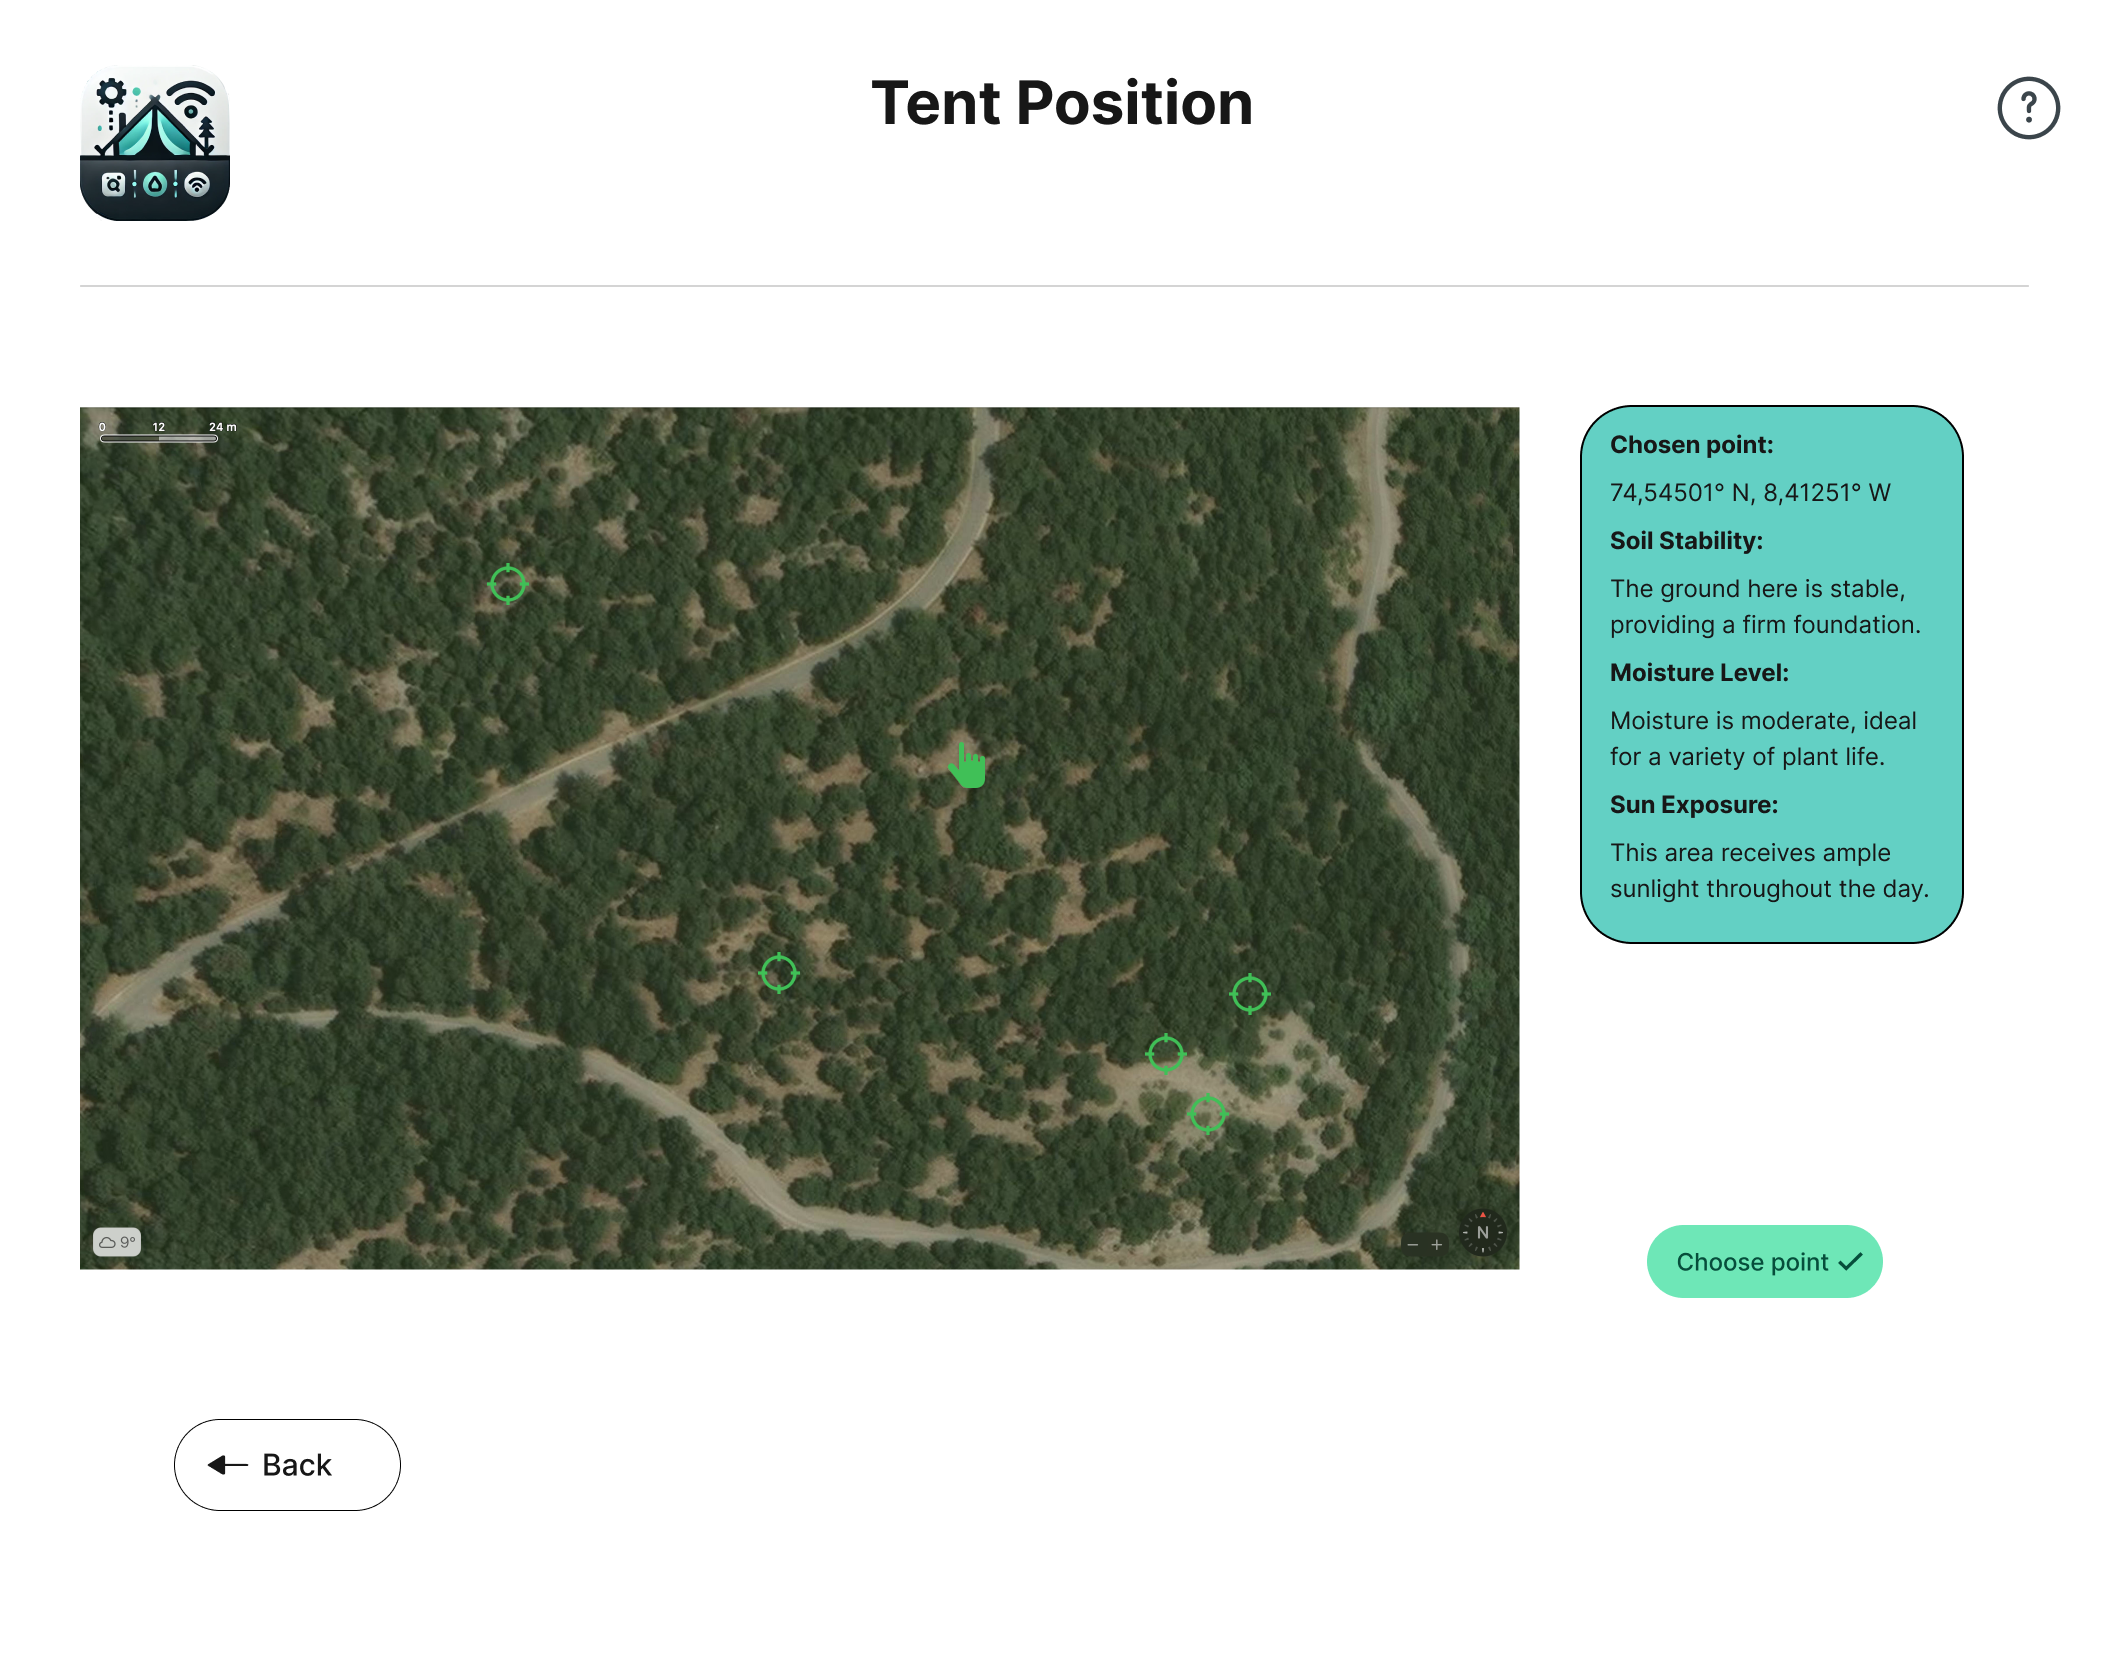 Tent Position
?
0 12 24 m
Chosen point:
74,54501° N, 8,41251° W
Soil Stability:
The ground here is stable,
providing a firm foundation.
Moisture Level:
Moisture is moderate, ideal
for a variety of plant life.
Sun Exposure:
This area receives ample
sunlight throughout the day.
9°
− +
N
Choose point
Back